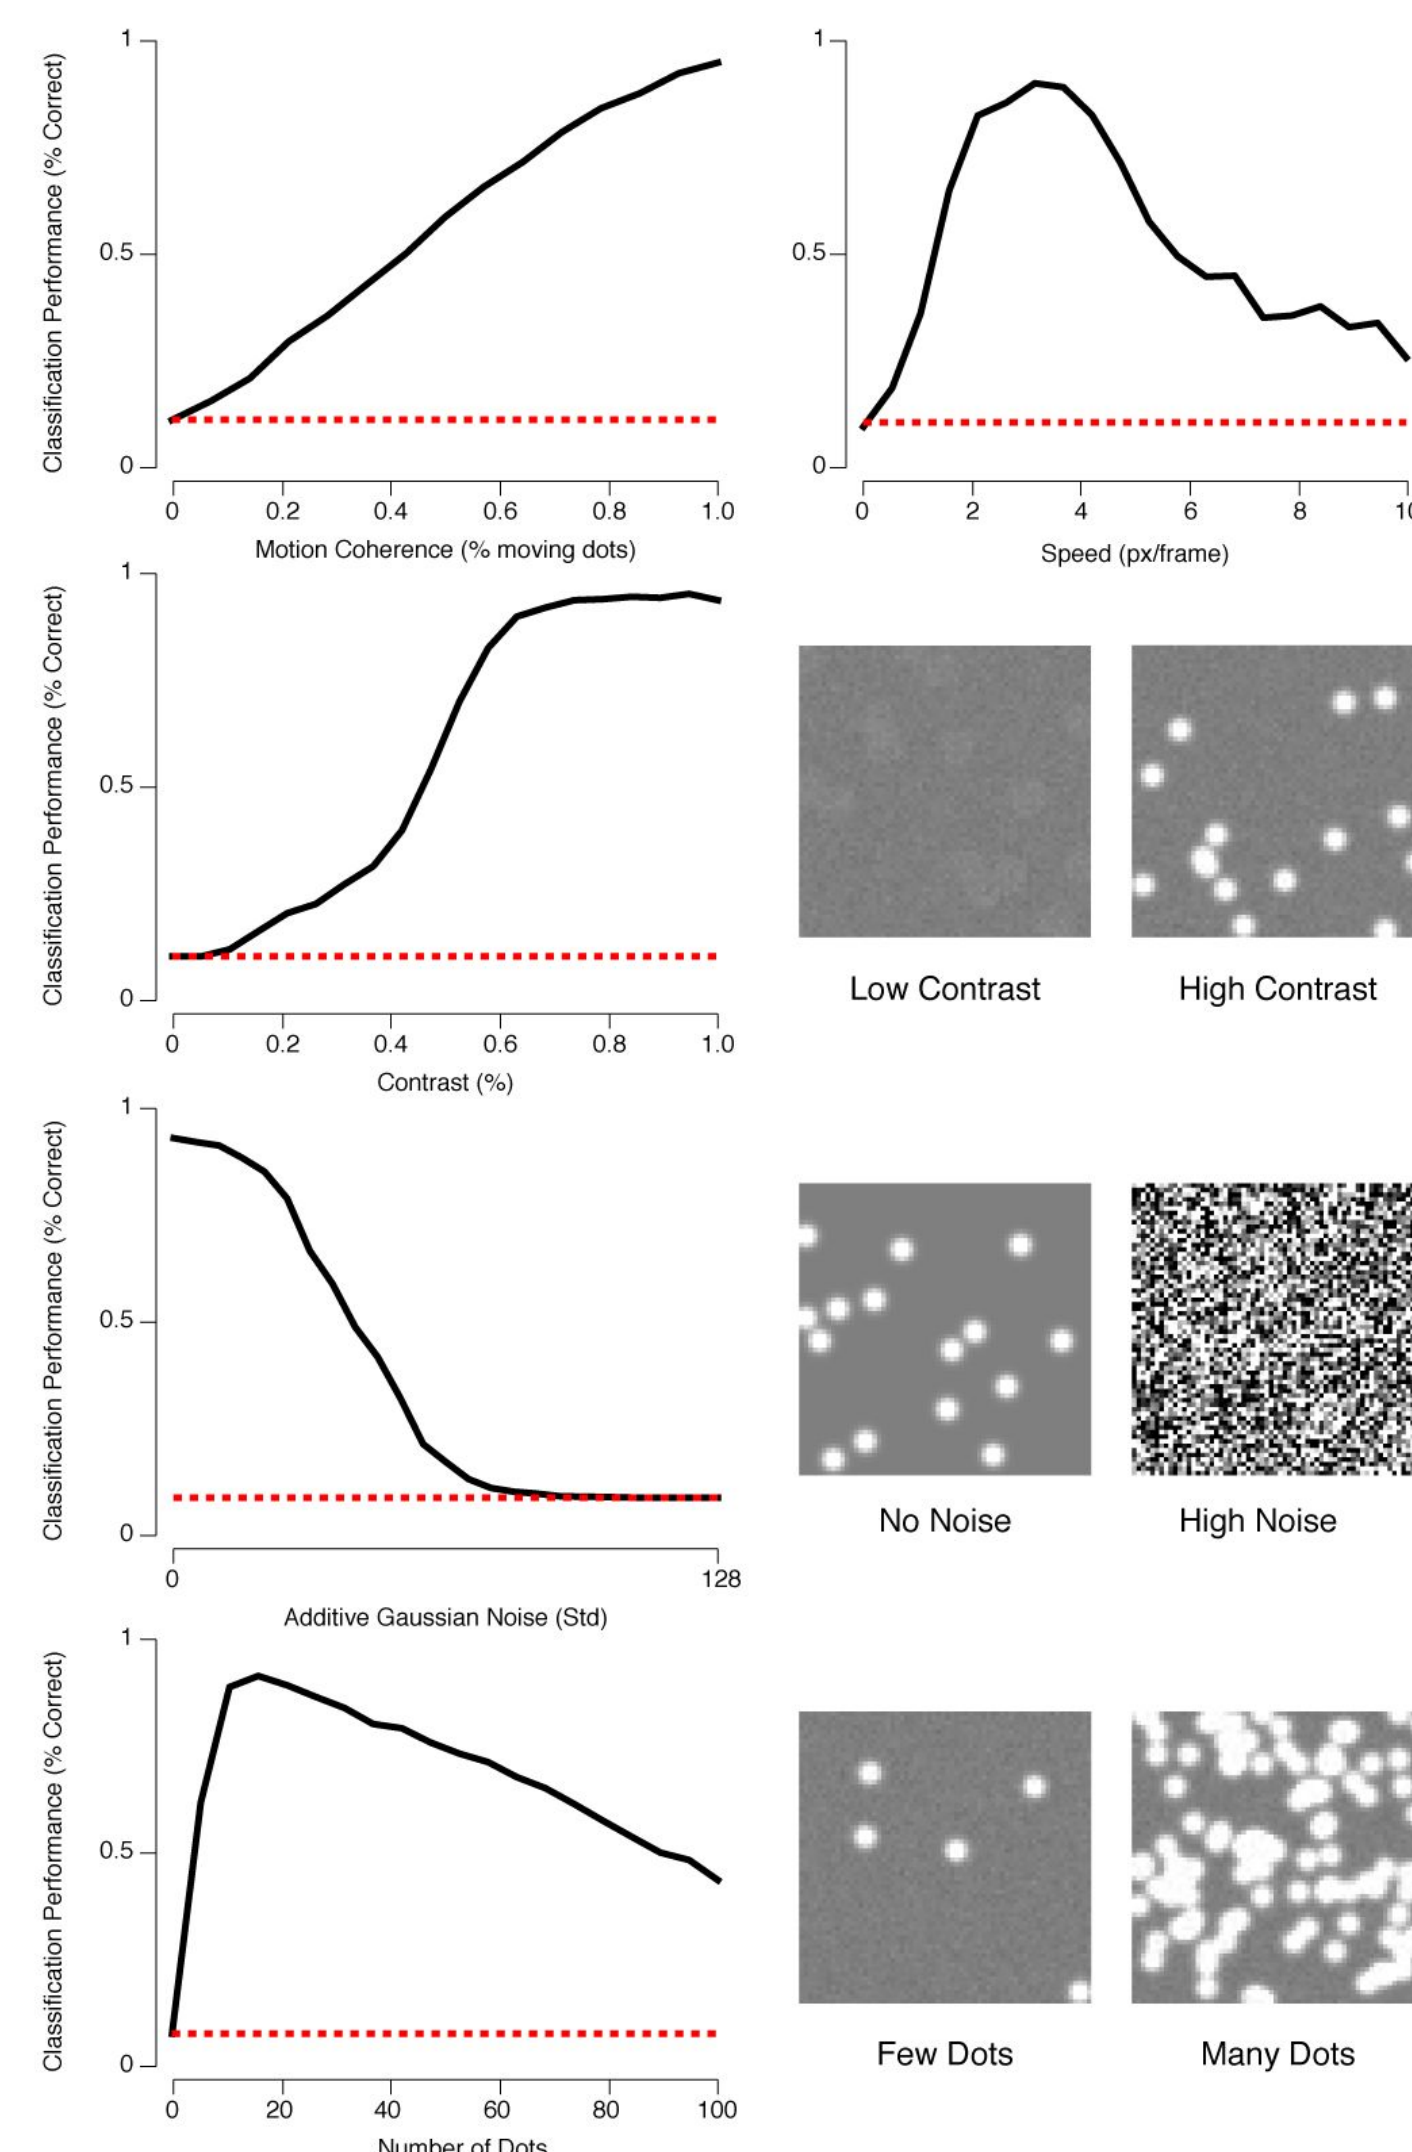 Classification Performance (% Correct)
1
0.5
0
0
0.2
0.4
0.6
0.8
1.0
Motion Coherence (% moving dots)
1
0.5
0
0
2
4
6
8
10
Speed (px/frame)
Classification Performance (% Correct)
1
0.5
0
0
0.2
0.4
0.6
0.8
1.0
Contrast (%)
Low Contrast
High Contrast
Classification Performance (% Correct)
1
0.5
0
0
128
Additive Gaussian Noise (Std)
No Noise
High Noise
Classification Performance (% Correct)
1
0.5
0
0
20
40
60
80
100
Number of Dots
Few Dots
Many Dots